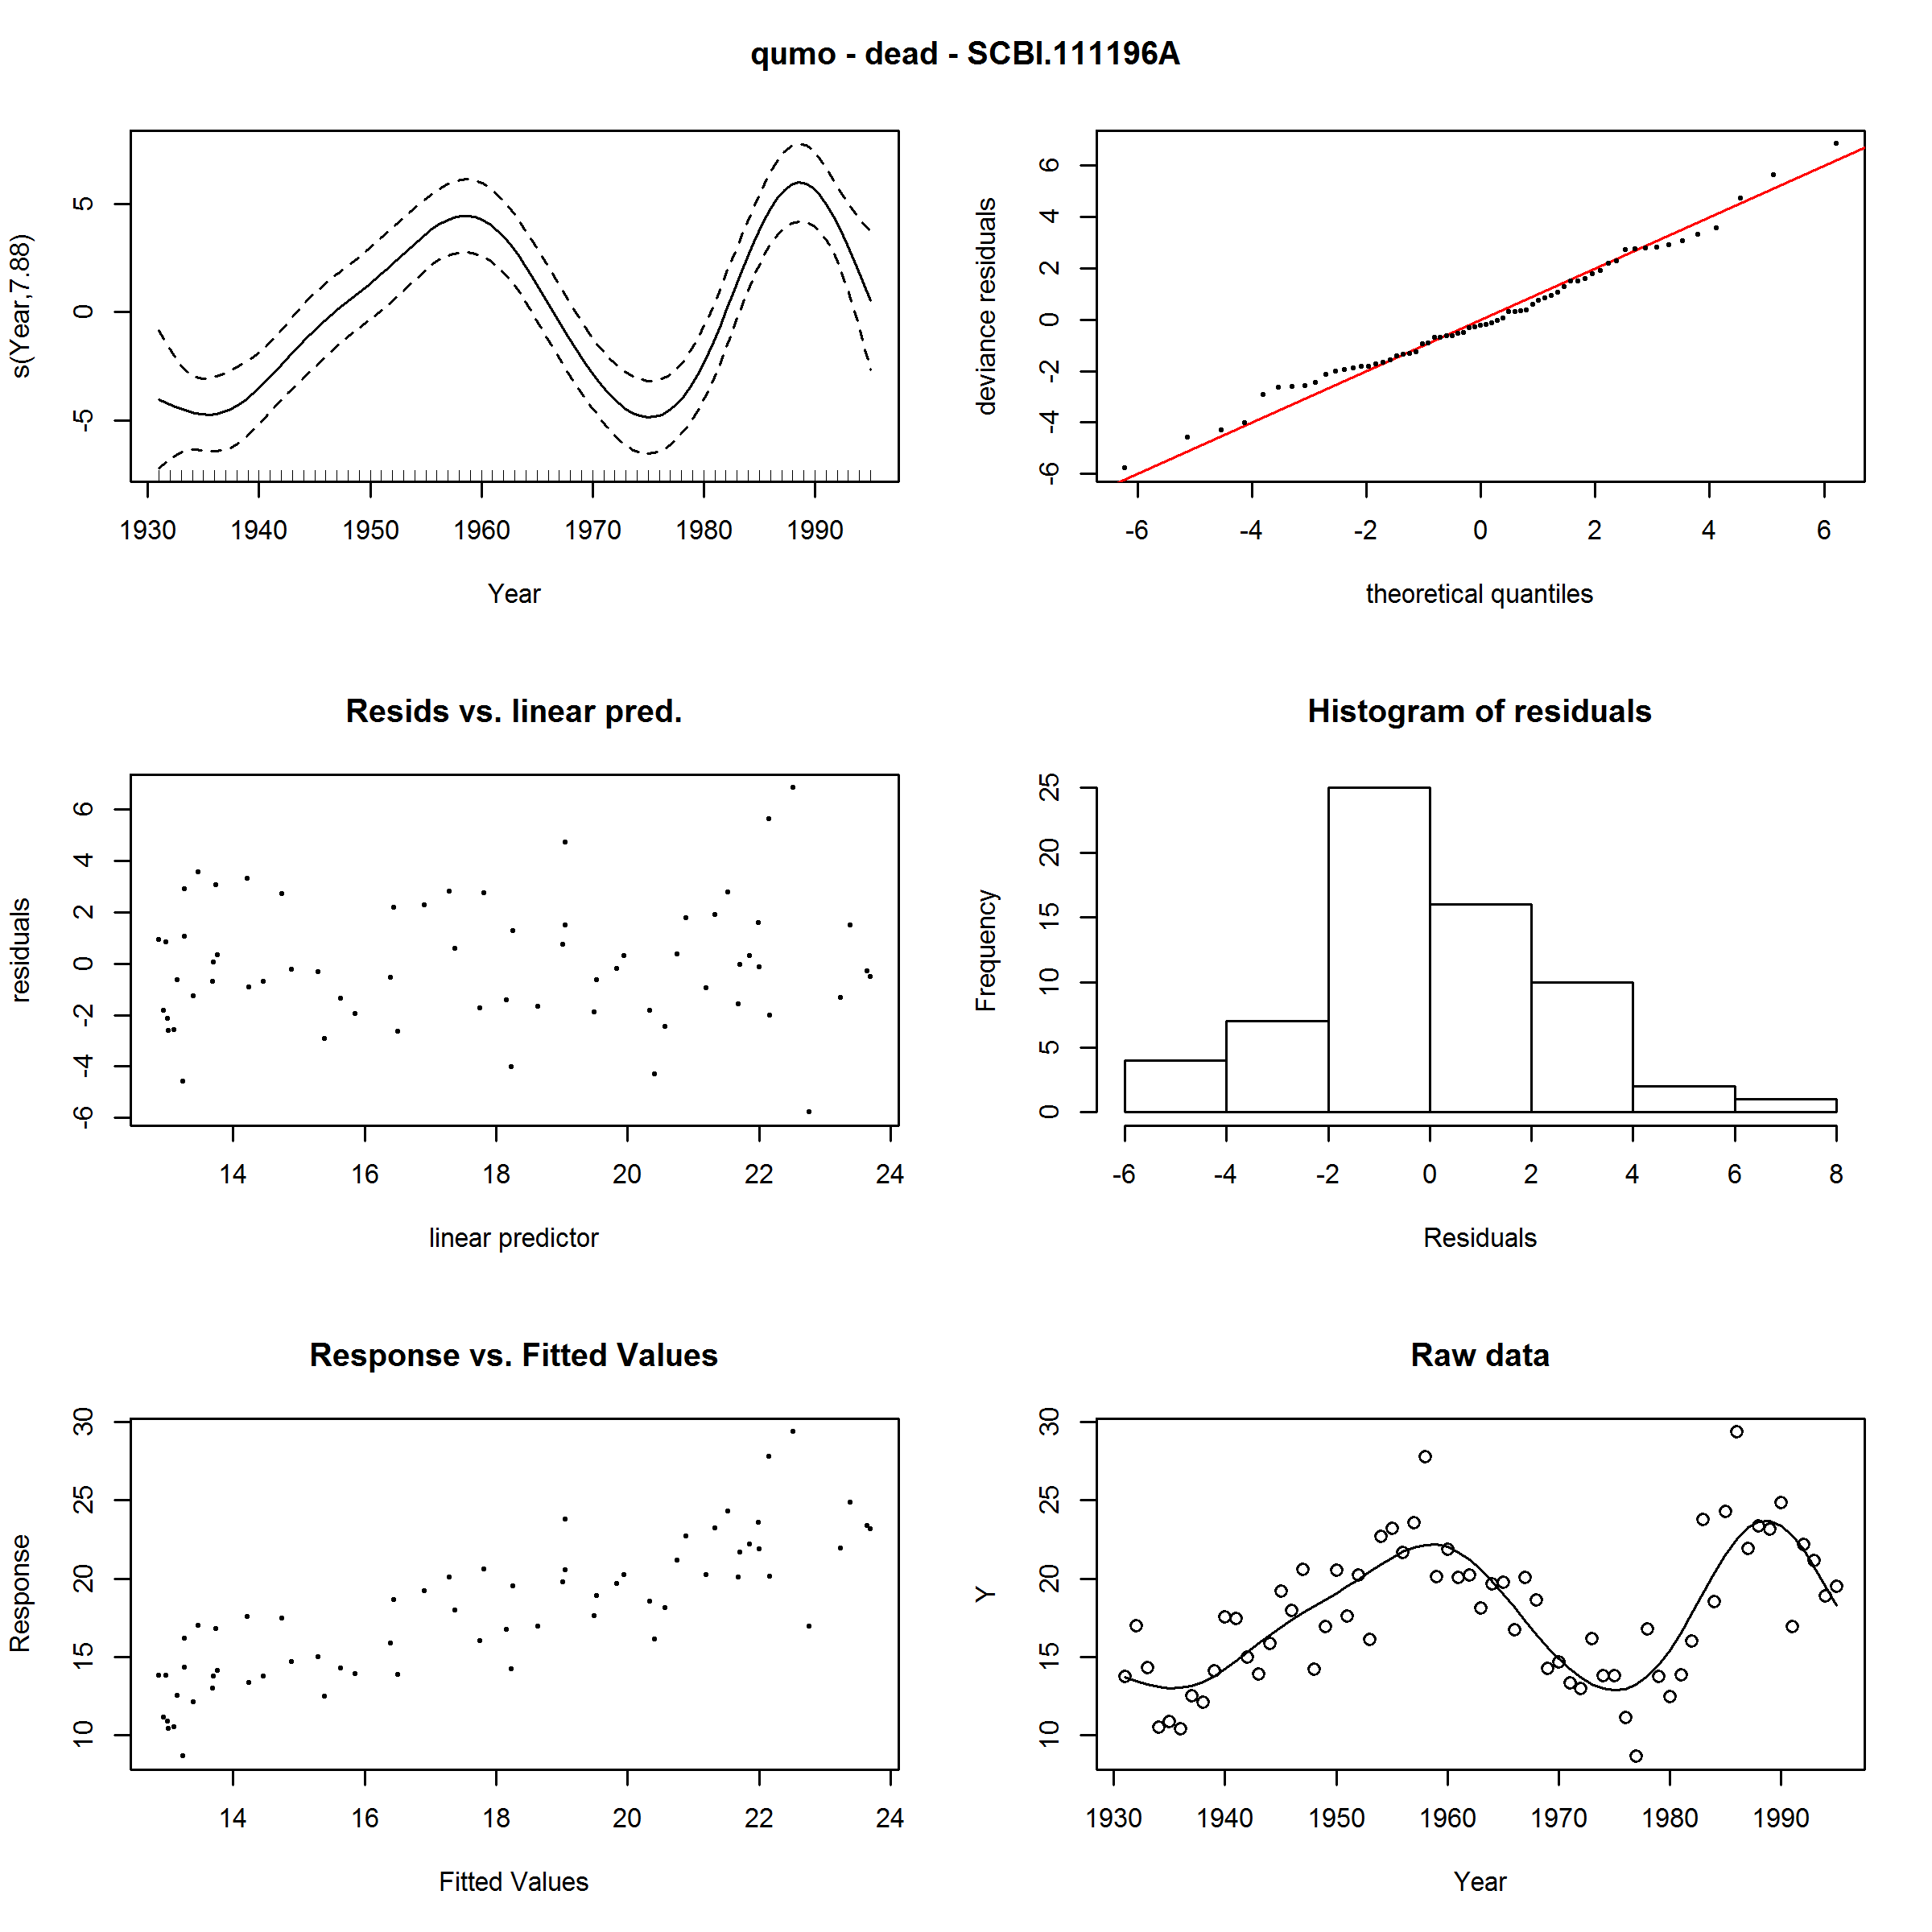 qumo - dead - SCBI.111196A
s(Year,7.88)
5
0
-5
1930 1940 1950 1960 1970 1980 1990
Year
deviance residuals
6
4
2
0
-2
-4
-6
-6 -4 -2 0 2 4 6
theoretical quantiles
Resids vs. linear pred.
residuals
6
4
2
0
-2
-4
-6
14 16 18 20 22 24
linear predictor
Histogram of residuals
Frequency
25
20
15
10
5
0
-6 -4 -2 0 2 4 6 8
Residuals
Response vs. Fitted Values
Response
30
25
20
15
10
14 16 18 20 22 24
Fitted Values
Raw data
Y
30
25
20
15
10
1930 1940 1950 1960 1970 1980 1990
Year